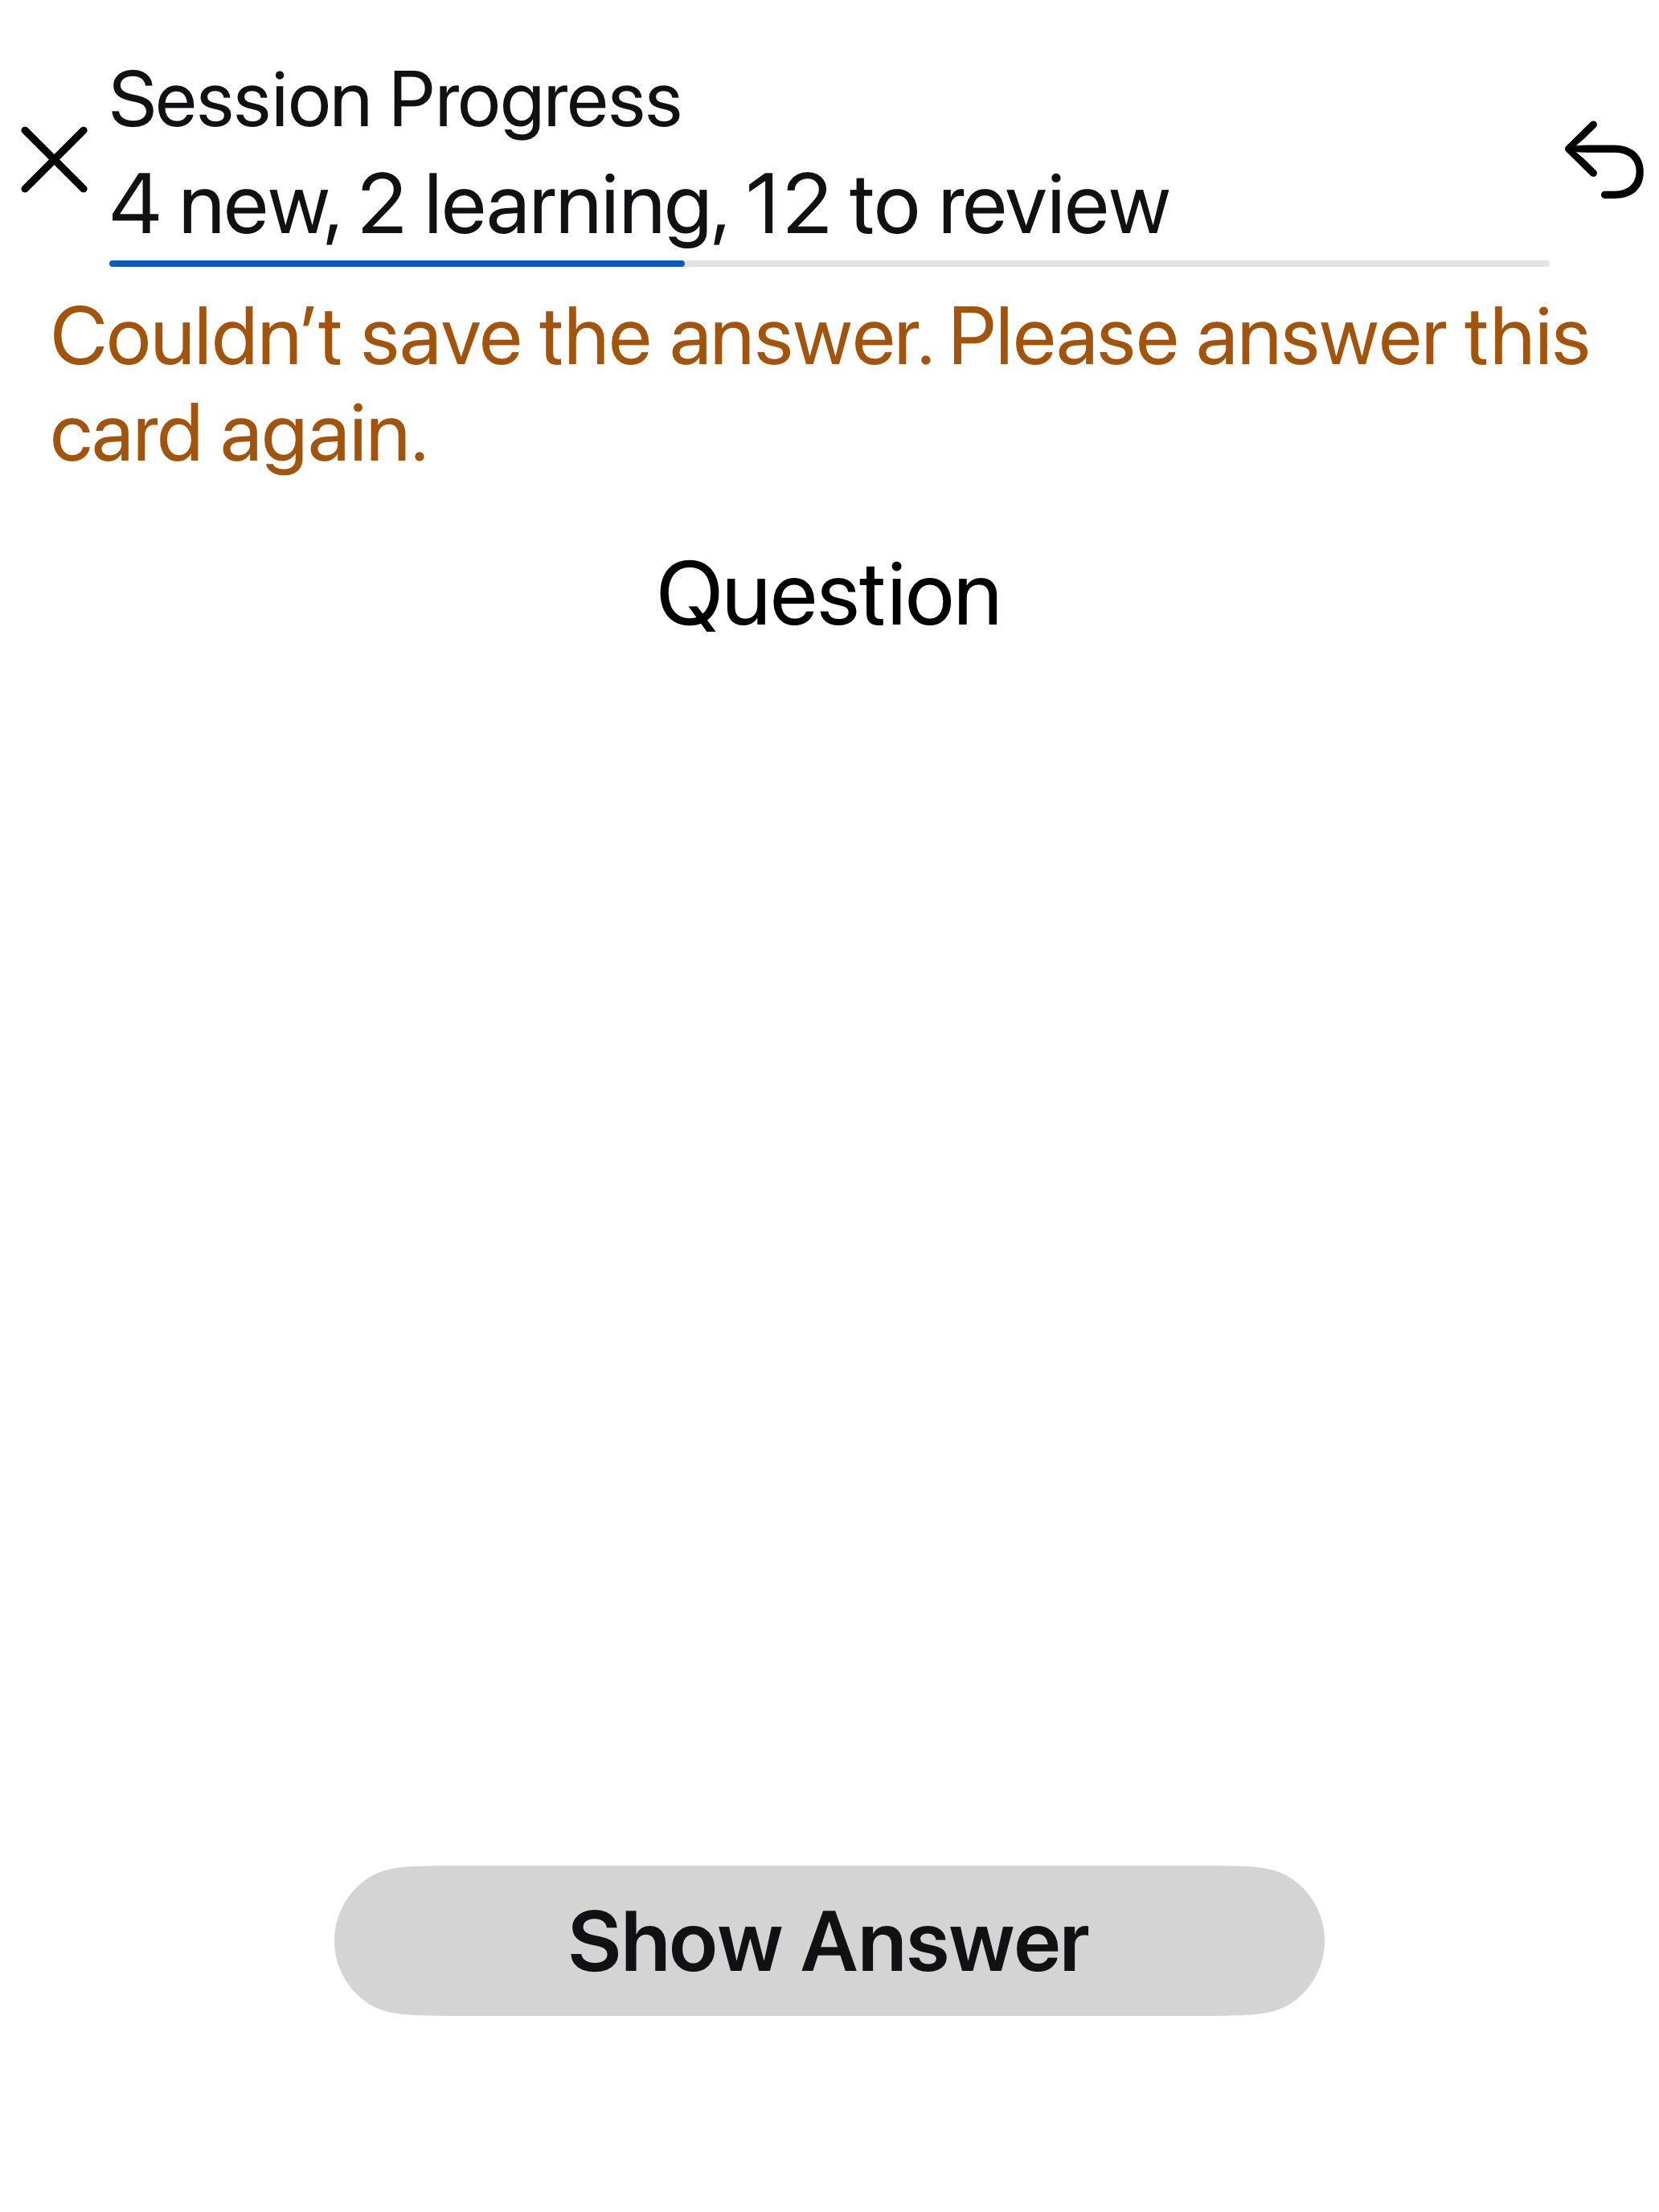 Session Progress
4 new, 2 learning, 12 to review
Couldn’t save the answer. Please answer this
card again.
Question
Show Answer